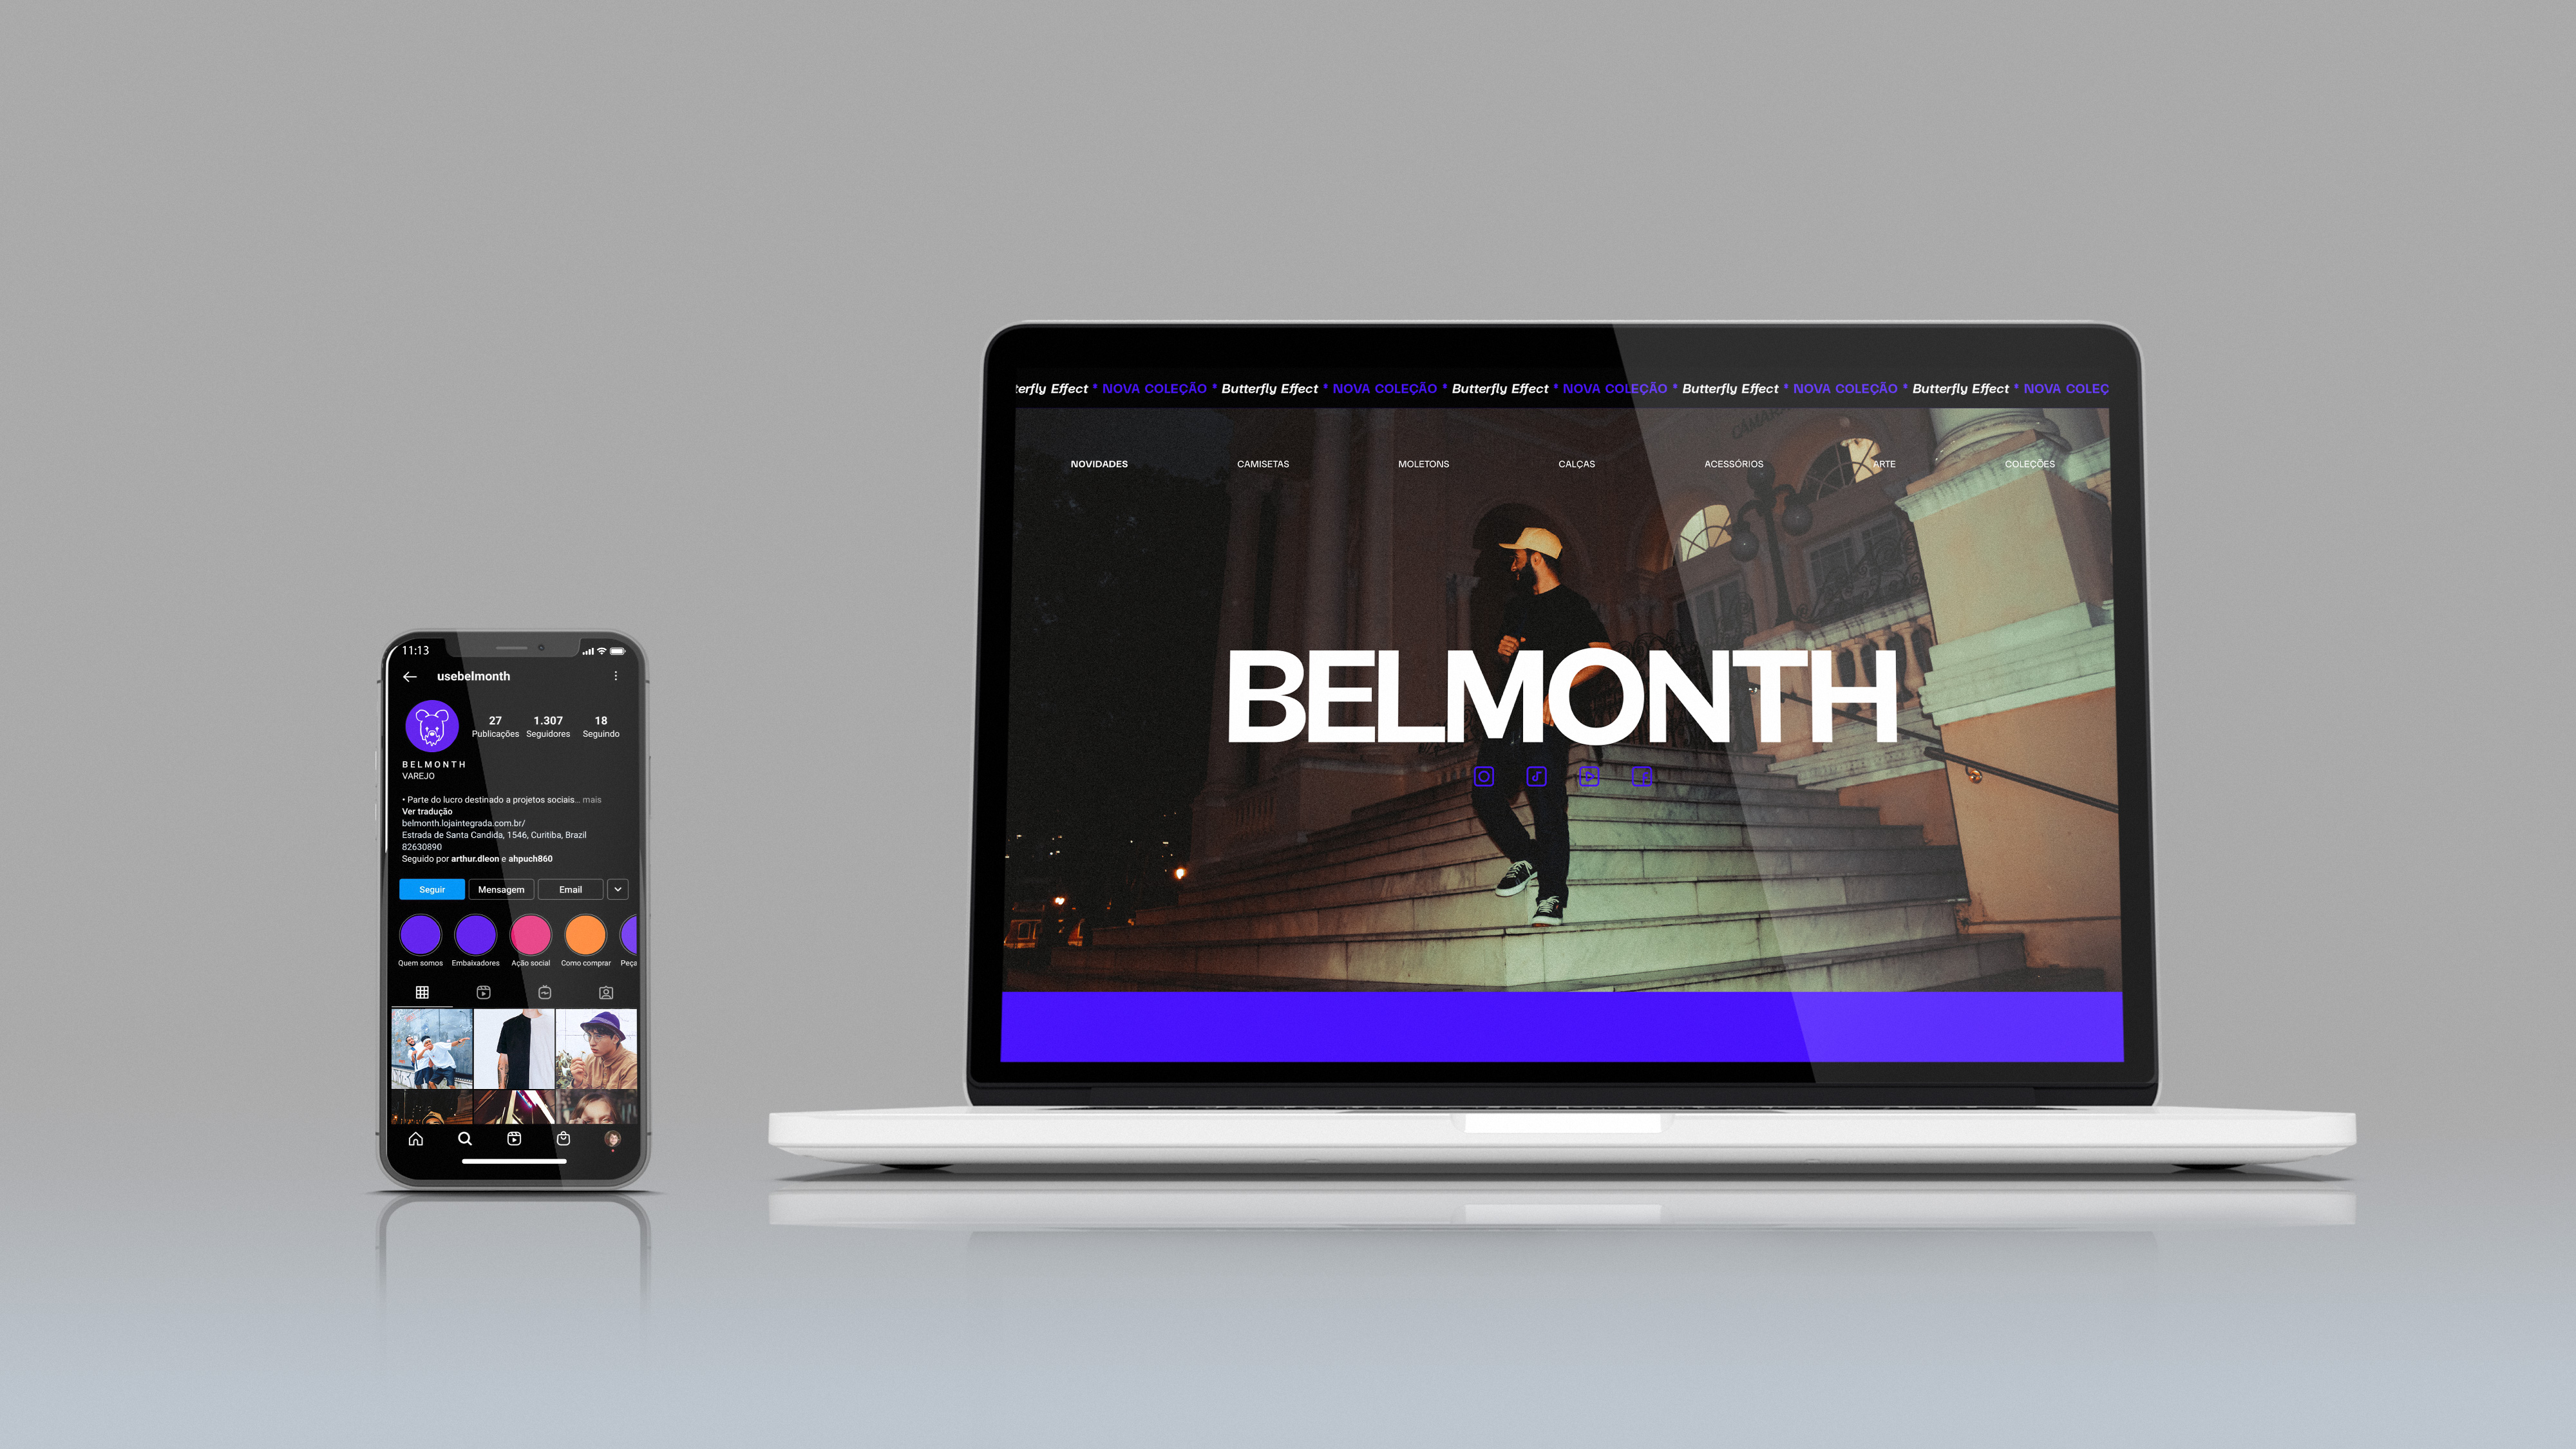 11:13
usebelmonth
27 1.307 18
Publicações Seguidores Seguindo
BELMONTH
VAREJO
• Parte do lucro destinado a projetos sociais... mais
Ver tradução
belmonth.lojaintegrada.com.br/
Estrada de Santa Candida, 1546, Curitiba, Brazil
82630890
Seguido por arthur.dleon e ahpuch860
Seguir Mensagem Email
Quem somos Embaixadores Ação social Como comprar Peça
terfly Effect * NOVA COLEÇÃO * Butterfly Effect * NOVA COLEÇÃO * Butterfly Effect * NOVA COLEÇÃO * Butterfly Effect * NOVA COLEÇÃO * Butterfly Effect * NOVA COLEÇ
NOVIDADES CAMISETAS MOLETONS CALÇAS ACESSÓRIOS ARTE COLEÇÕES
BELMONTH